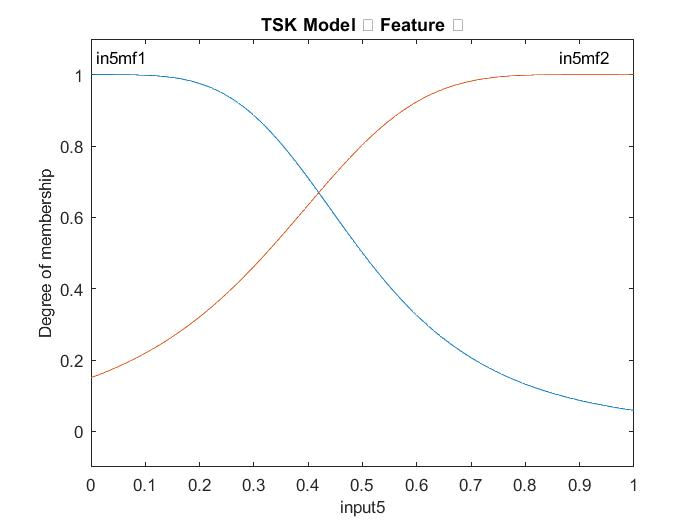 TSK Model Feature
in5mf1 in5mf2
1
0.8
0.6
0.4
0.2
0
Degree of membership
0 0.1 0.2 0.3 0.4 0.5 0.6 0.7 0.8 0.9 1
input5